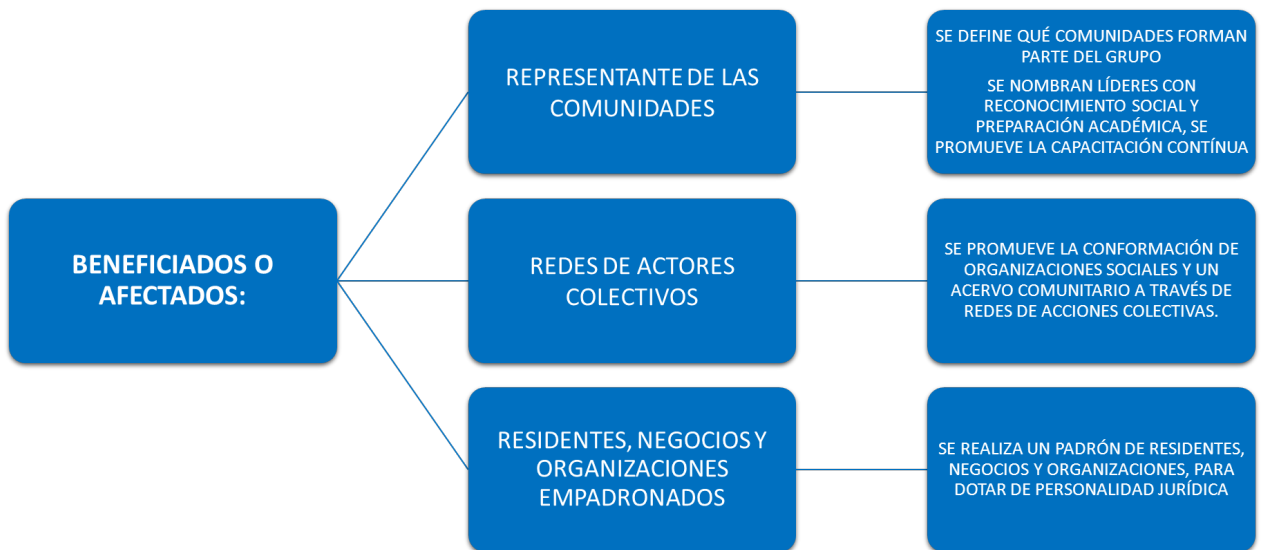 BENEFICIADOS O
AFECTADOS:
REPRESENTANTE DE LAS
COMUNIDADES
SE DEFINE QUÉ COMUNIDADES FORMAN
PARTE DEL GRUPO
SE NOMBRAN LÍDERES CON
RECONOCIMIENTO SOCIAL Y
PREPARACIÓN ACADÉMICA, SE
PROMUEVE LA CAPACITACIÓN CONTÍNUA
REDES DE ACTORES
COLECTIVOS
SE PROMUEVE LA CONFORMACIÓN DE
ORGANIZACIONES SOCIALES Y UN
ACERVO COMUNITARIO A TRAVÉS DE
REDES DE ACCIONES COLECTIVAS.
RESIDENTES, NEGOCIOS Y
ORGANIZACIONES
EMPADRONADOS
SE REALIZA UN PADRÓN DE RESIDENTES,
NEGOCIOS Y ORGANIZACIONES, PARA
DOTAR DE PERSONALIDAD JURÍDICA